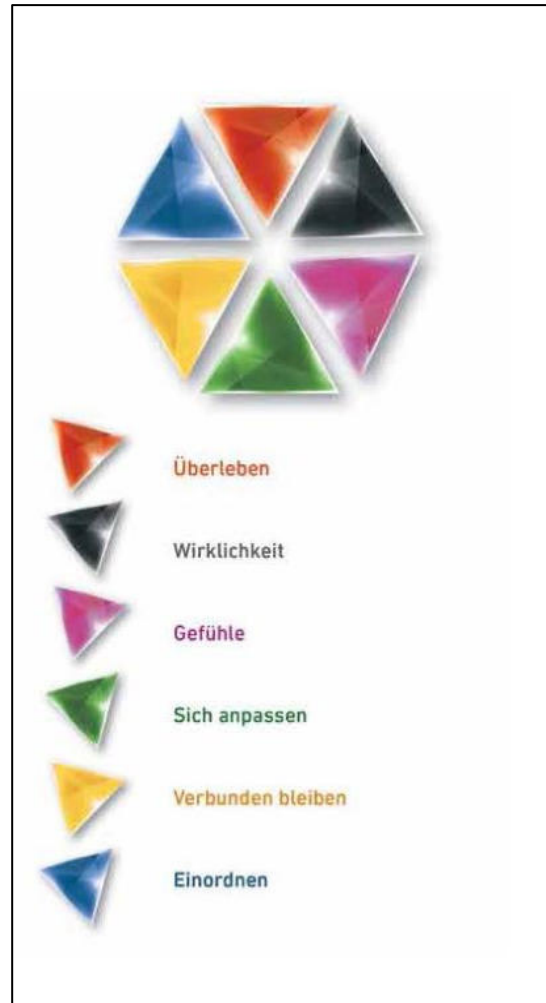 Überleben
Wirklichkeit
Gefühle
Sich anpassen
Verbunden bleiben
Einordnen